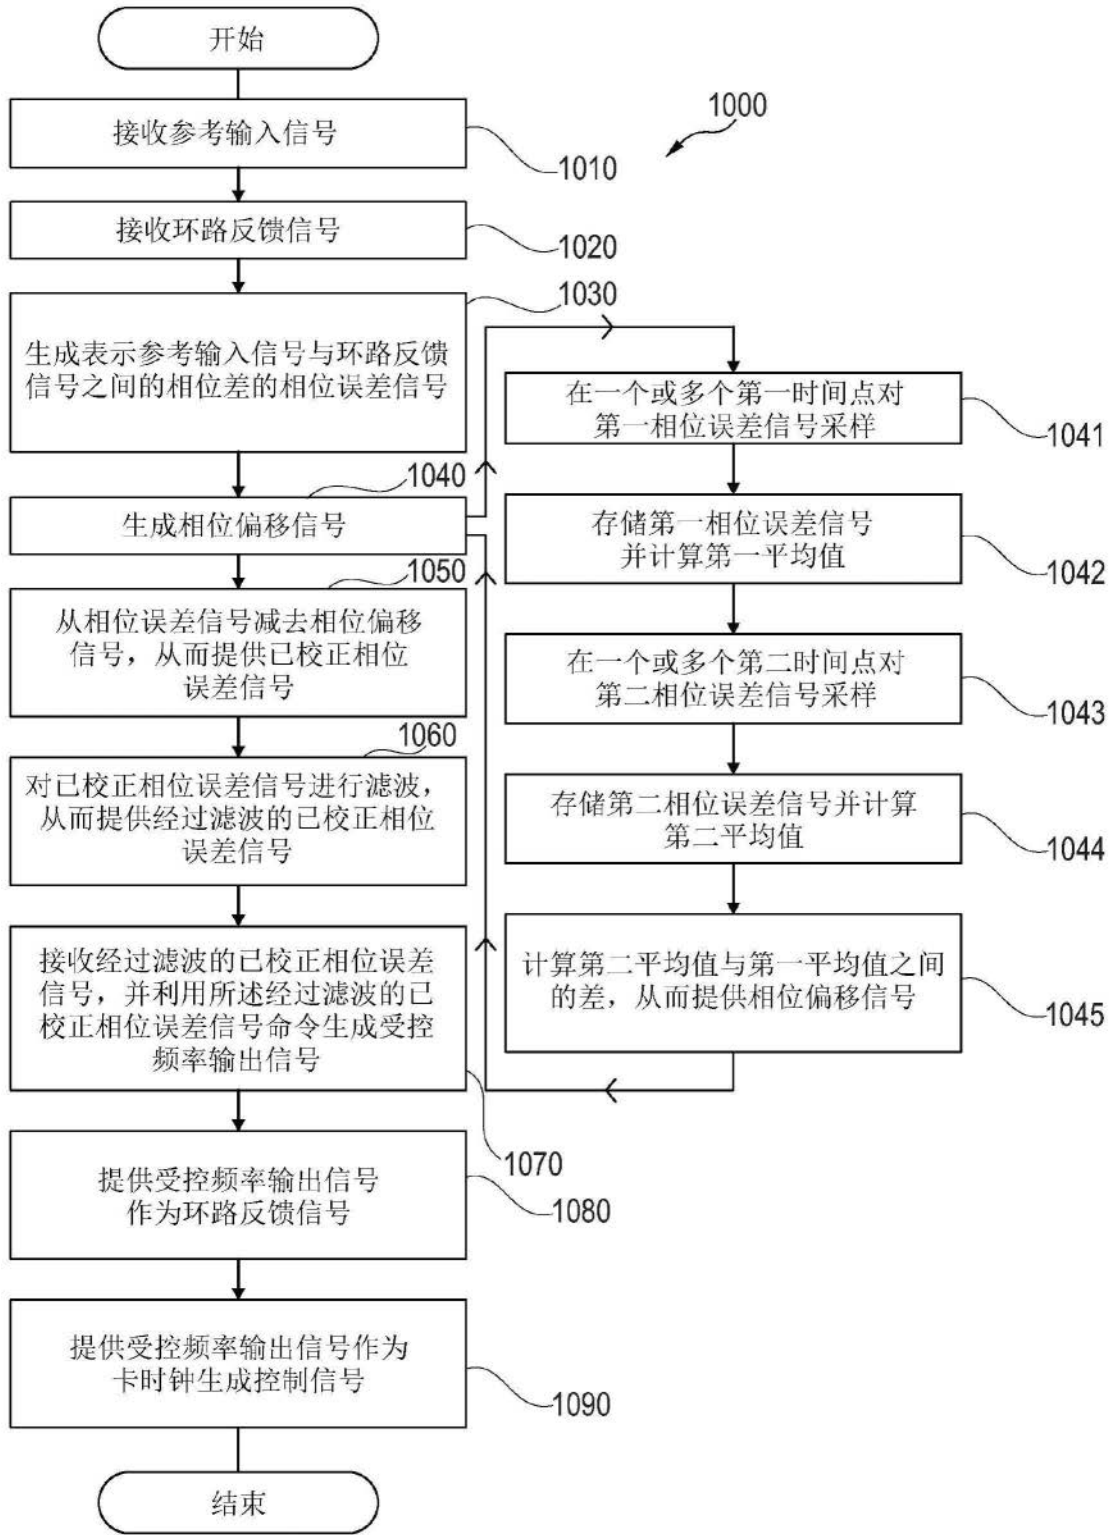 开始
1000
接收参考输入信号
1010
接收环路反馈信号
1020
1030
生成表示参考输入信号与环路反馈
信号之间的相位差的相位误差信号
1040
生成相位偏移信号
1050
从相位误差信号减去相位偏移
信号，从而提供已校正相位
误差信号
1060
对已校正相位误差信号进行滤波，
从而提供经过滤波的已校正相位
误差信号
接收经过滤波的已校正相位误差
信号，并利用所述经过滤波的已
校正相位误差信号命令生成受控
频率输出信号
1070
提供受控频率输出信号
作为环路反馈信号
1080
提供受控频率输出信号作为
卡时钟生成控制信号
1090
结束
在一个或多个第一时间点对
第一相位误差信号采样
1041
存储第一相位误差信号
并计算第一平均值
1042
在一个或多个第二时间点对
第二相位误差信号采样
1043
存储第二相位误差信号并计算
第二平均值
1044
计算第二平均值与第一平均值之间
的差，从而提供相位偏移信号
1045